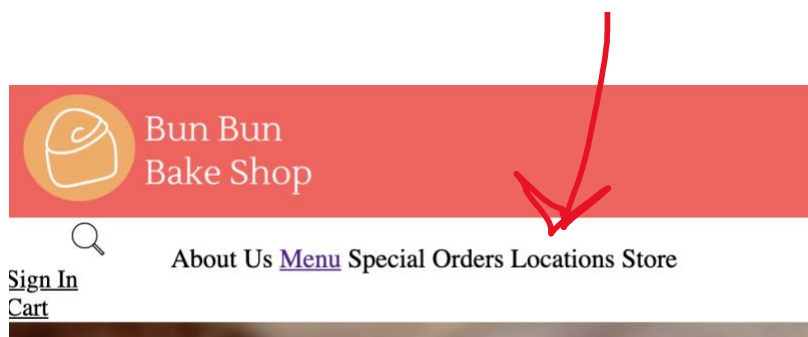 Bun Bun
Bake Shop
About Us Menu Special Orders Locations Store
Sign In
Cart